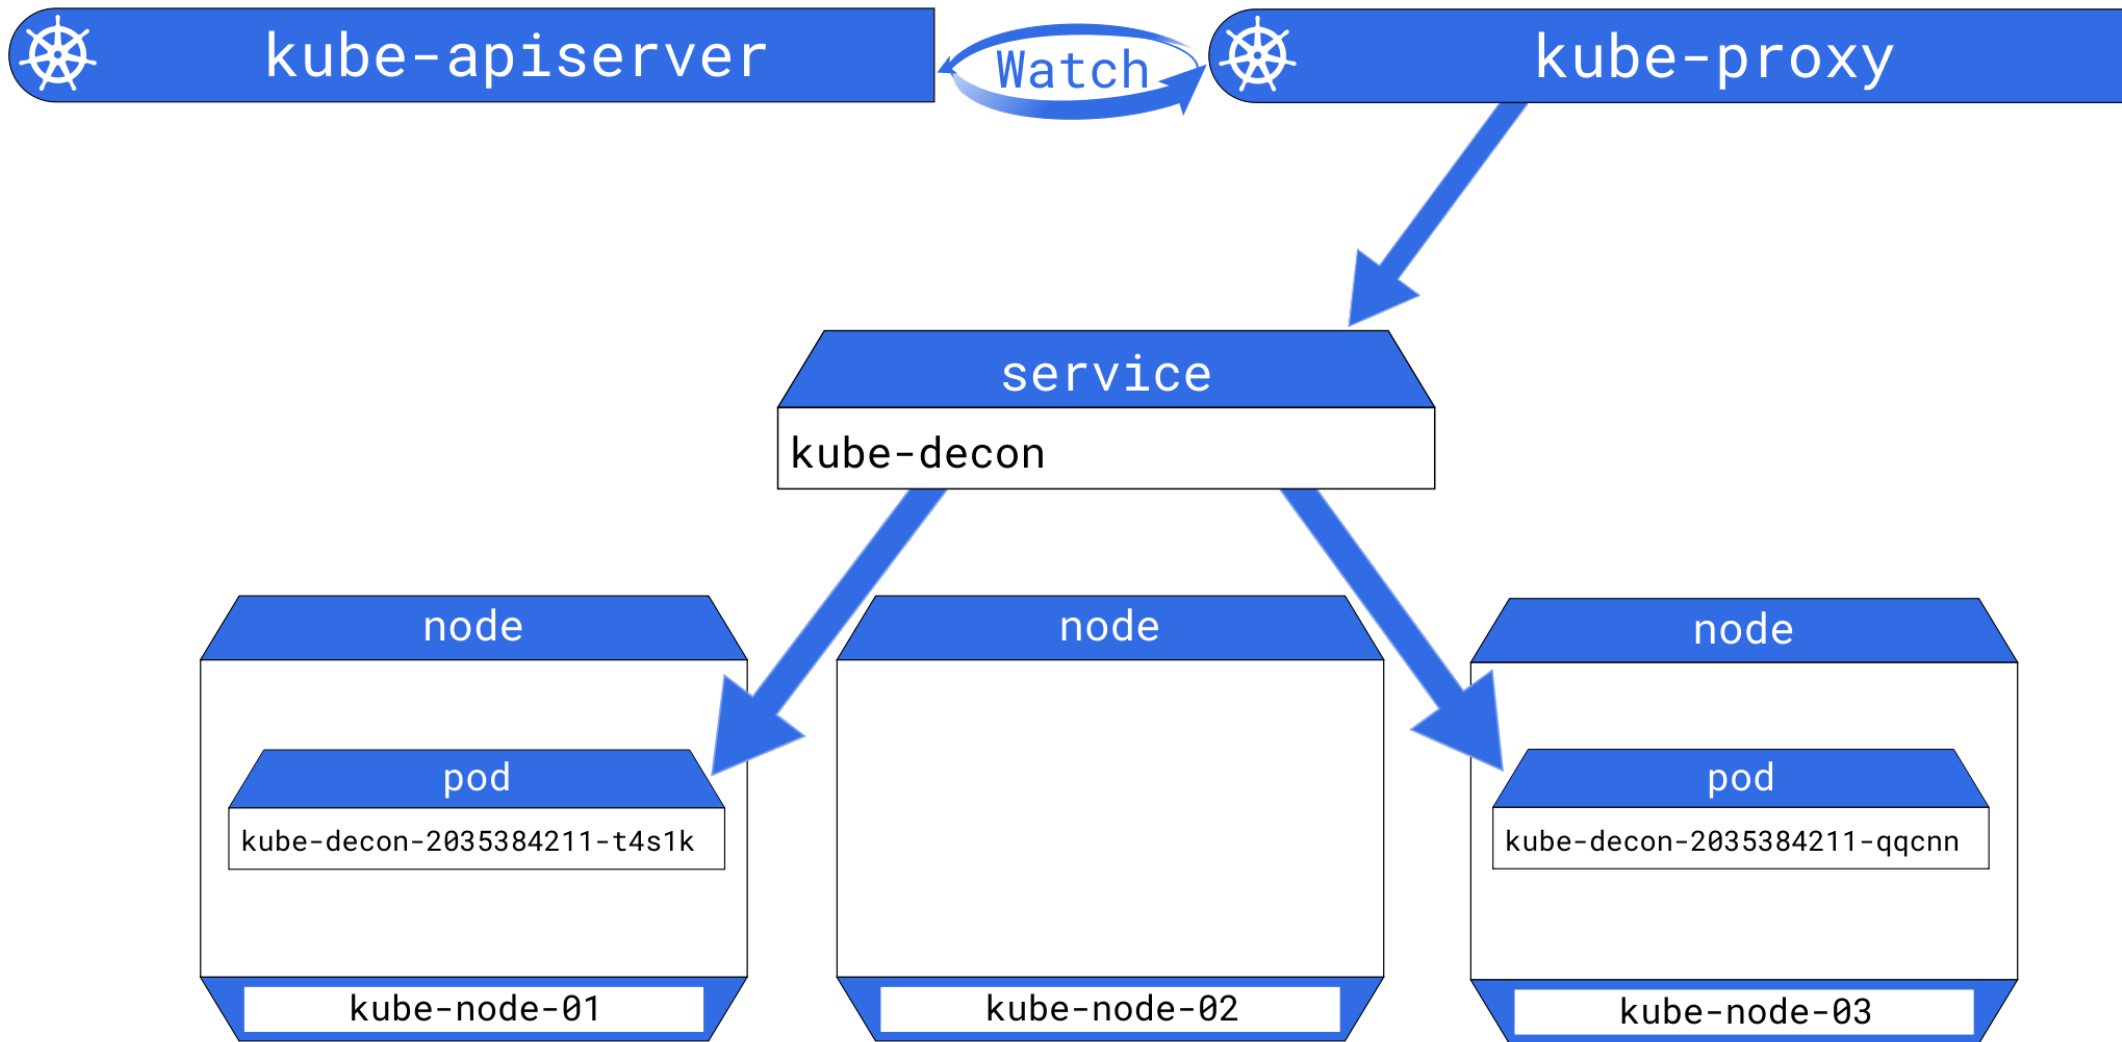 kube-apiserver
Watch
kube-proxy
service
kube-decon
node
node
node
pod
kube-decon-2035384211-t4s1k
pod
kube-decon-2035384211-qqcnn
kube-node-01
kube-node-02
kube-node-03